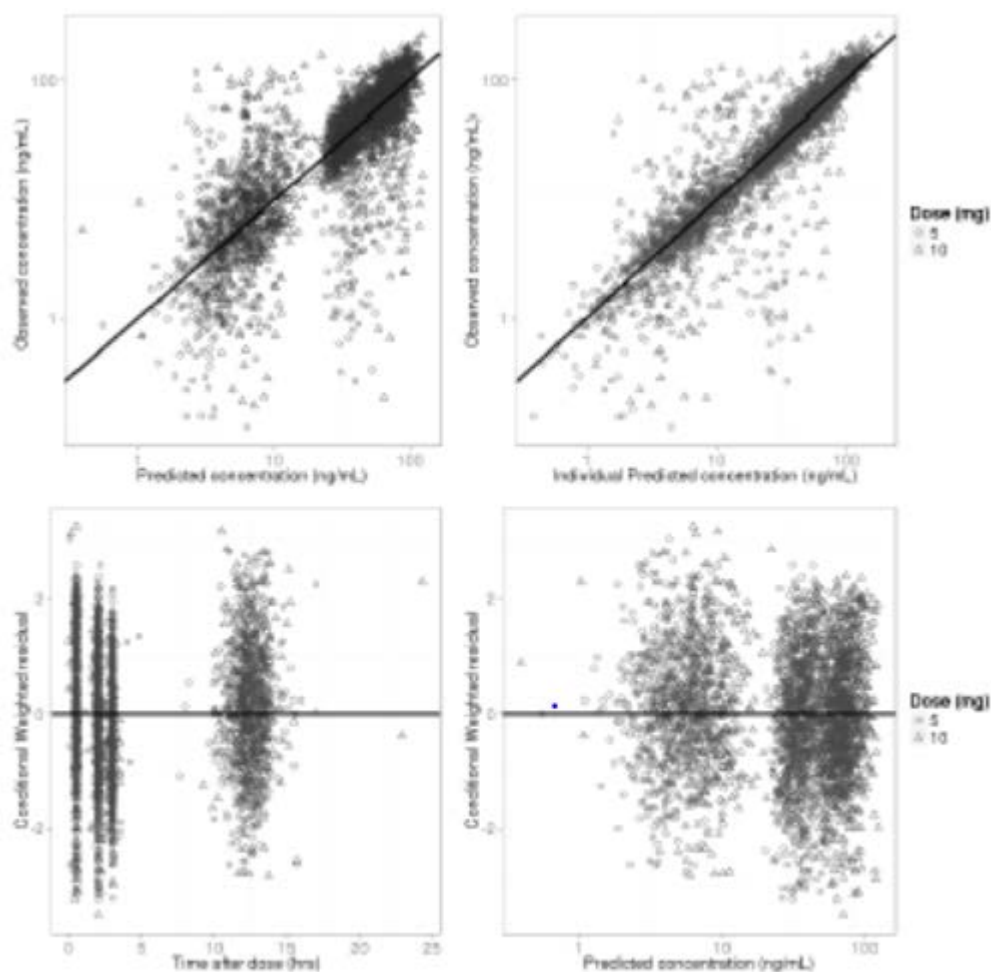 100
1
1
10
100
Observed concentration (ng/mL)
Predicted concentration (ng/mL)
100
1
1
10
100
Observed concentration (ng/mL)
Individual Predicted concentration (ng/mL)
Dose (mg)
5
10
2
0
-2
0
5
10
15
20
25
Conditional Weighted residual
Time after dose (hrs)
2
0
-2
1
10
100
Conditional Weighted residual
Predicted concentration (ng/mL)
Dose (mg)
5
10